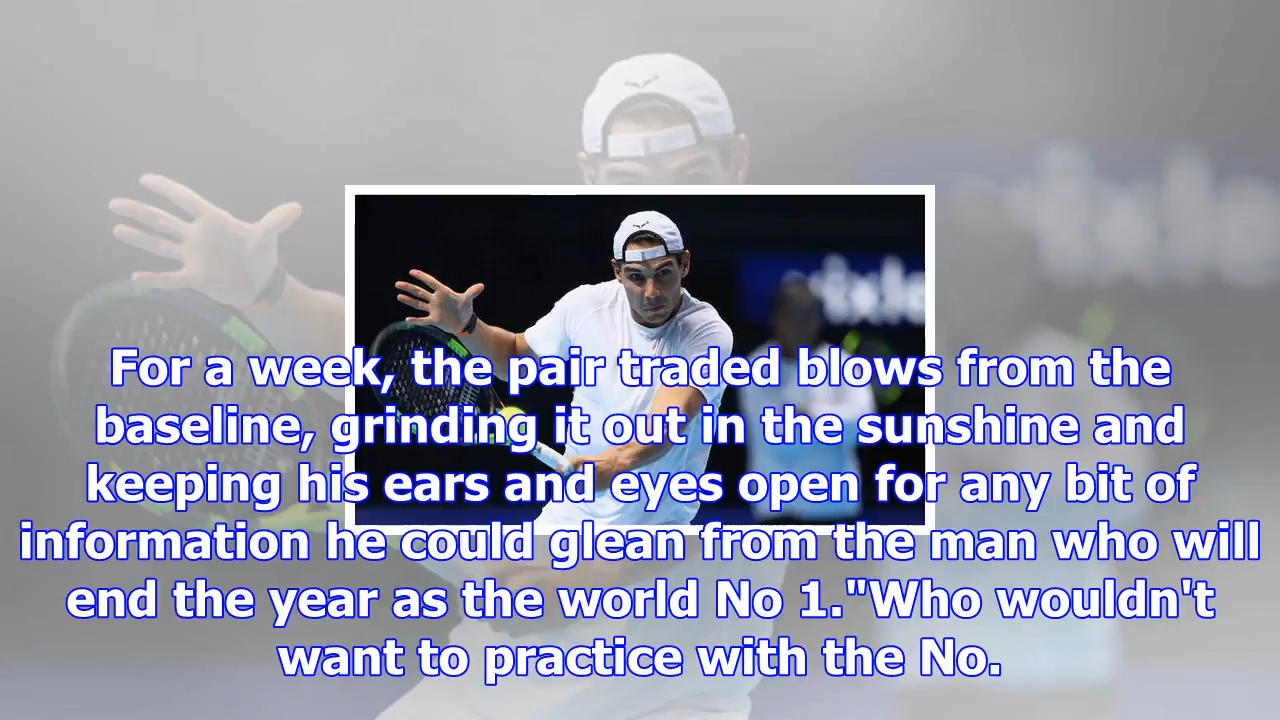 For a week, the pair traded blows from the
baseline, grinding it out in the sunshine and
keeping his ears and eyes open for any bit of
information he could glean from the man who will
end the year as the world No 1."Who wouldn't
want to practice with the No.